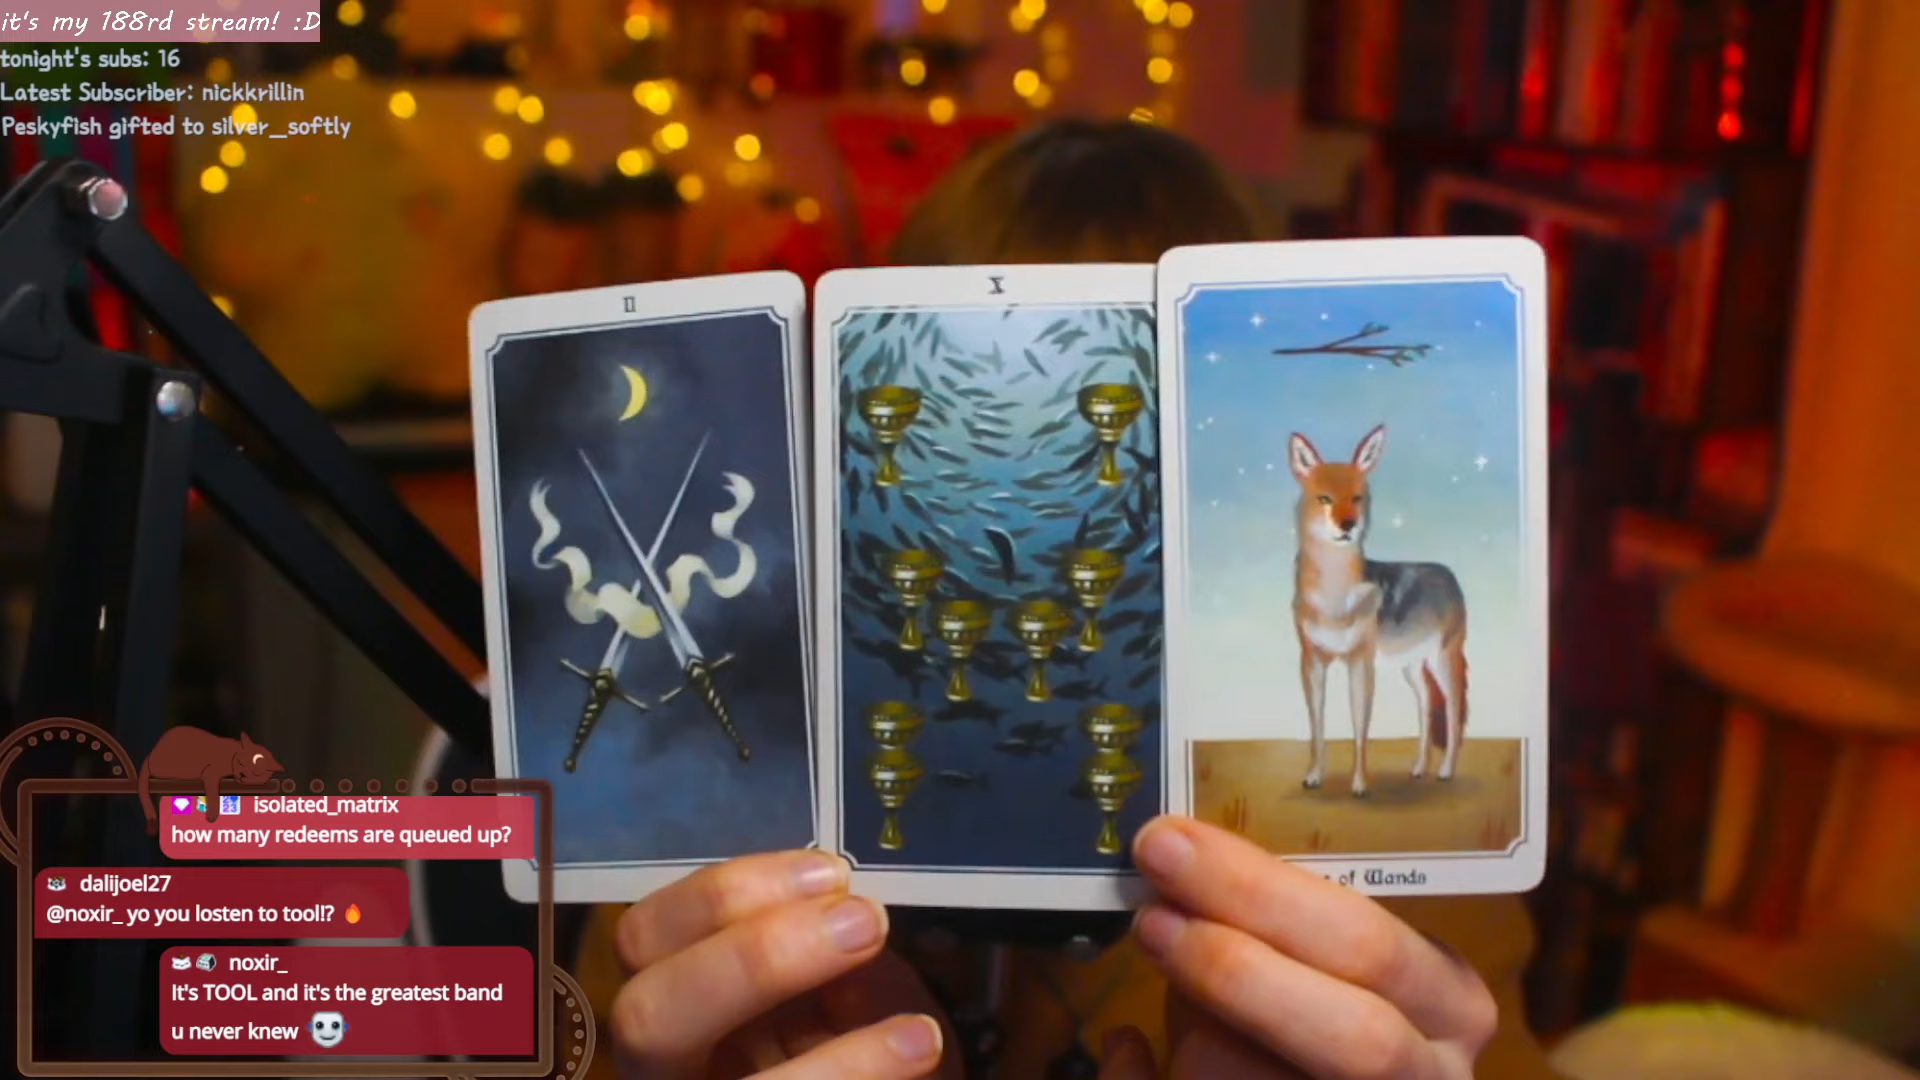 it's my 188rd stream! :D
tonight's subs: 16
Latest Subscriber: nickkrillin
Peskyfish gifted to silver_softly
II
X
of Wands
isolated_matrix
how many redeems are queued up?
dalijoel27
@noxir_ yo you losten to tool!?
noxir_
It's TOOL and it's the greatest band
u never knew